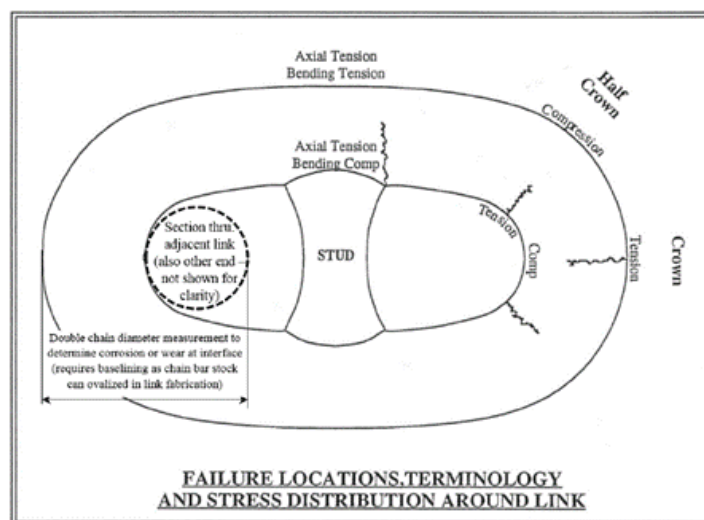 Axial Tension
Bending Tension
Half
Crown
Compression
Axial Tension
Bending Comp
Tension
Comp
Tension
Crown
STUD
Section thru.
adjacent link
(also other end
not shown for
clarity)
Double chain diameter measurement to
determine corrosion or wear at interface
(requires baselining as chain bar stock
can ovalized in link fabrication)
FAILURE LOCATIONS,TERMINOLOGY
AND STRESS DISTRIBUTION AROUND LINK